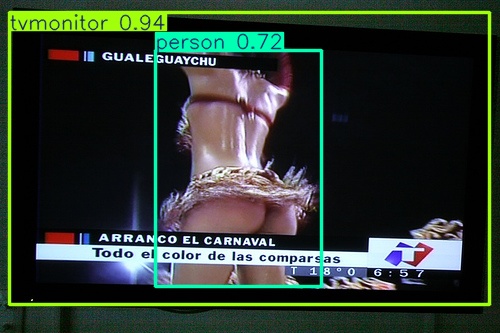 tvmonitor 0.94
person 0.72
GUALEGUAYCHU
ARRANCO EL CARNAVAL
Todo el color de las comparsas
T 18°0 6:57